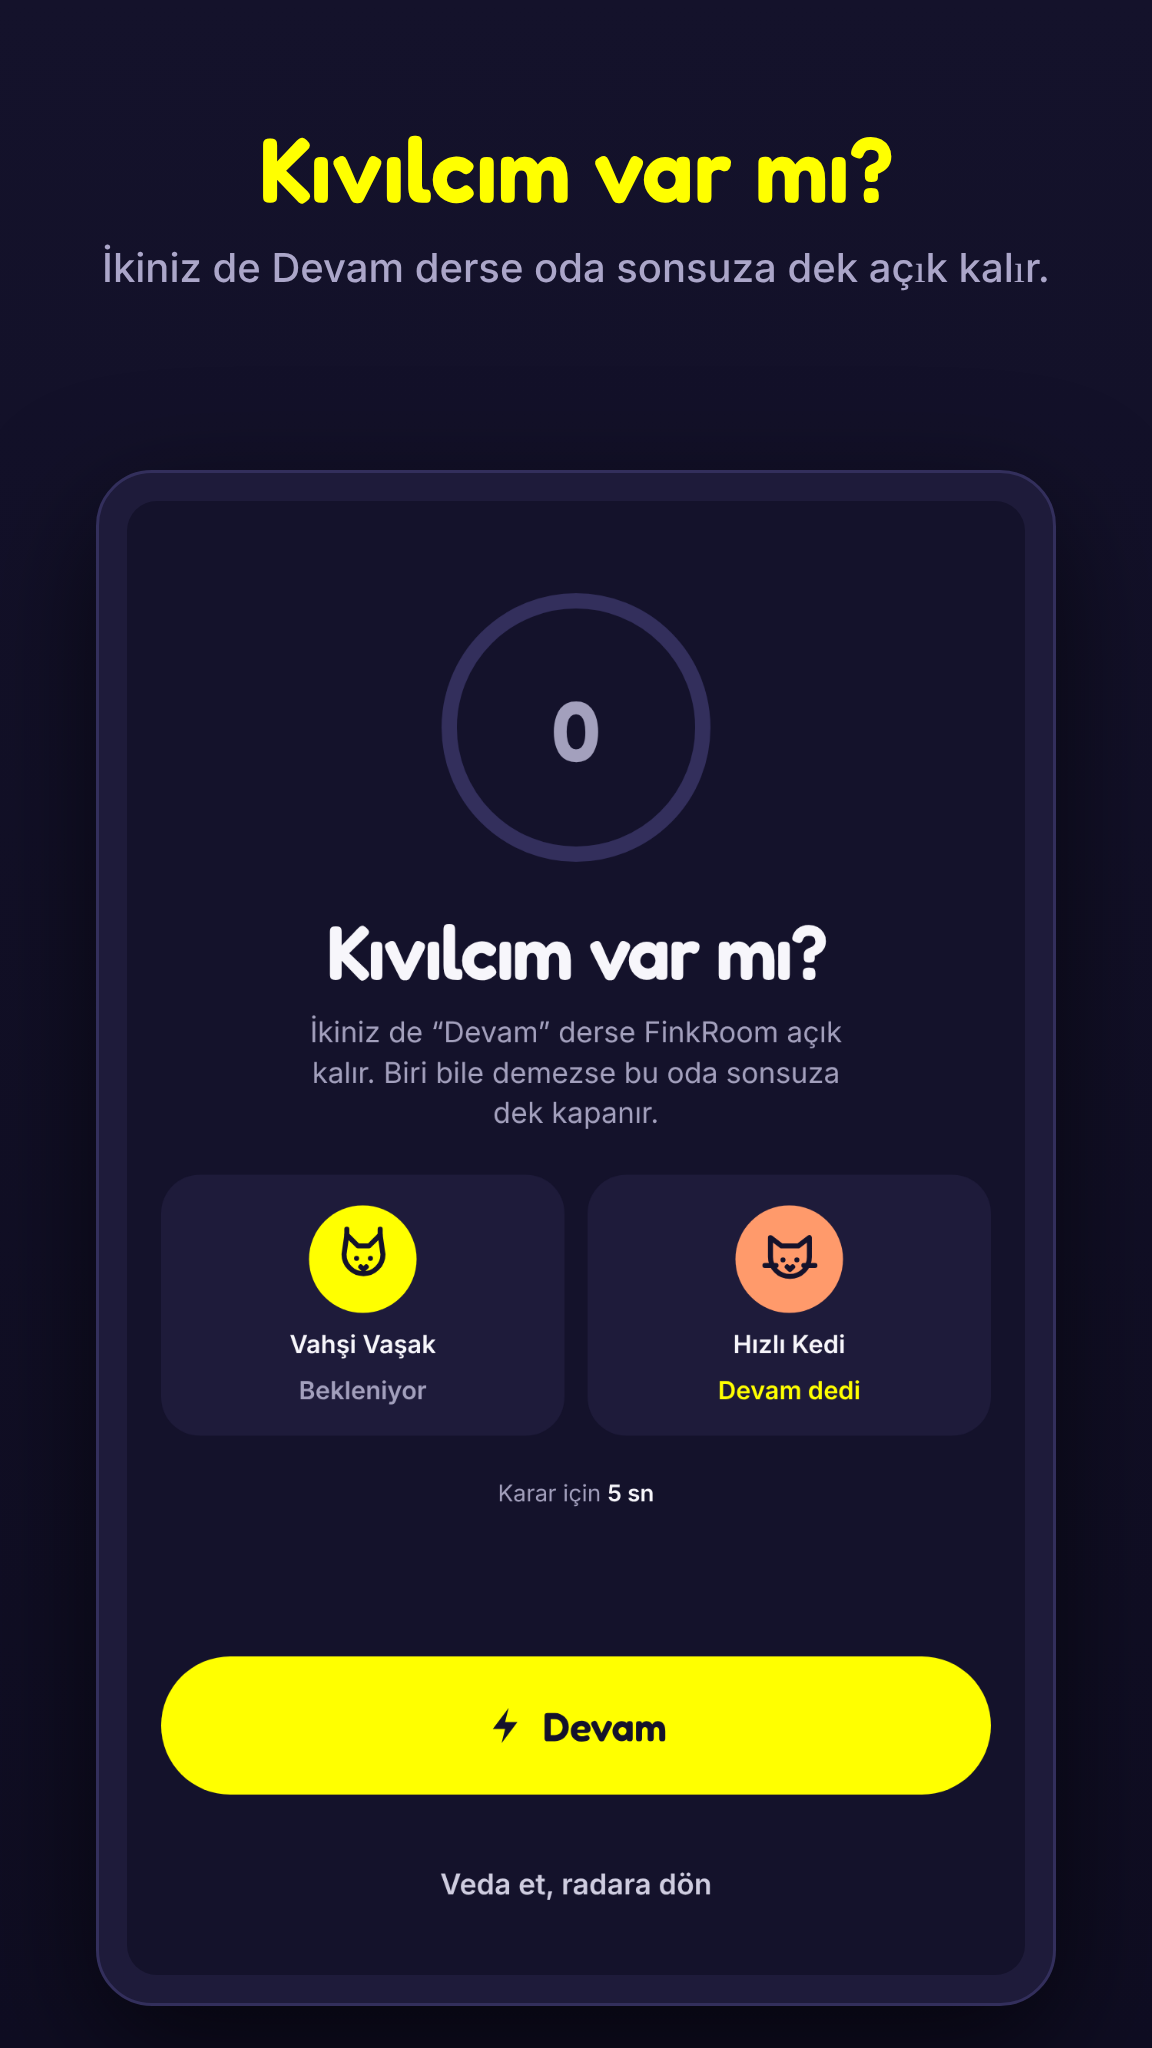 Kıvılcım var mı?
İkiniz de Devam derse oda sonsuza dek açık kalır.
0
Kıvılcım var mı?
İkiniz de “Devam” derse FinkRoom açık
kalır. Biri bile demezse bu oda sonsuza
dek kapanır.
Vahşi Vaşak
Bekleniyor
Hızlı Kedi
Devam dedi
Karar için 5 sn
Devam
Veda et, radara dön